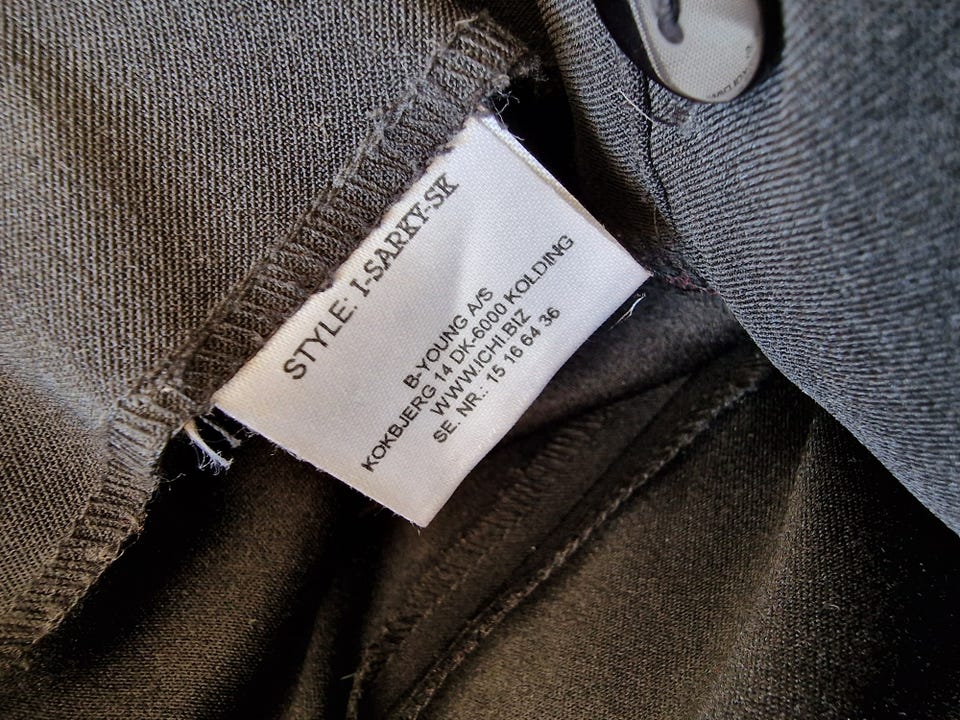 STYLE: I-SARKY-SK
B-YOUNG A/S
KOKBJERG 14 DK-6000 KOLDING
WWW.ICHI.BIZ
SE. NR.: 15 16 64 36